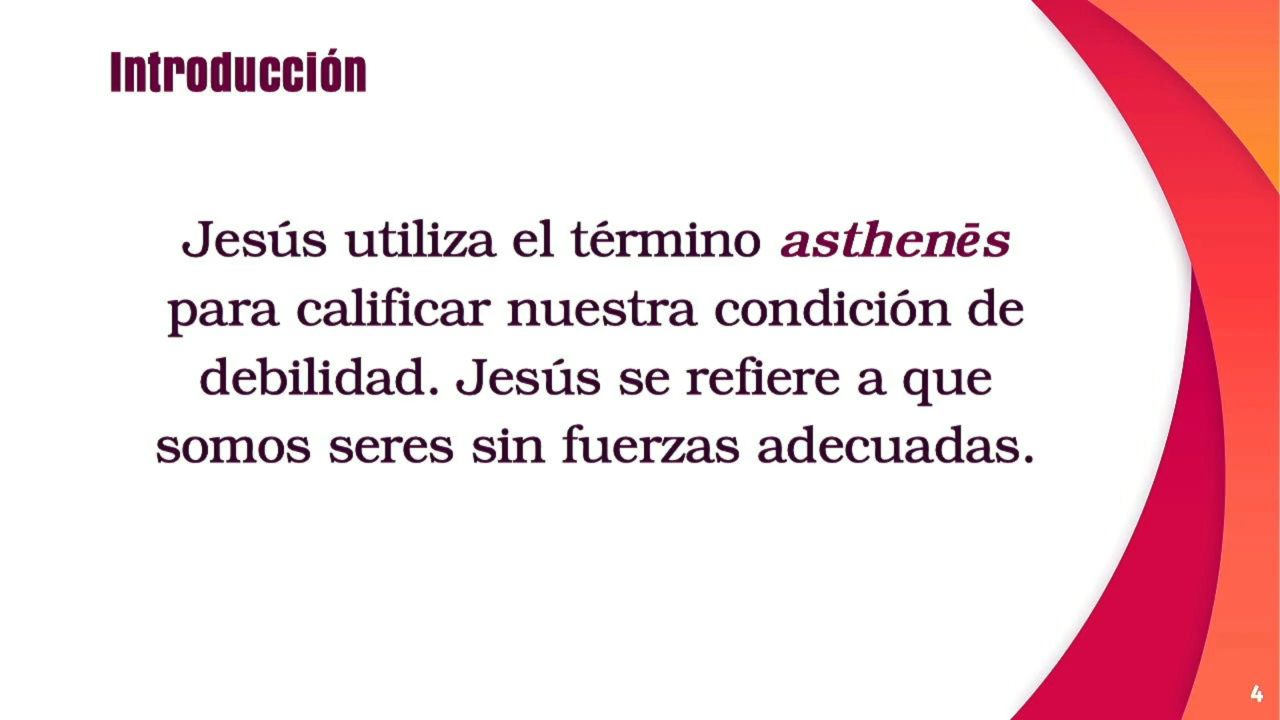 Introducción
Jesús utiliza el término asthenēs
para calificar nuestra condición de
debilidad. Jesús se refiere a que
somos seres sin fuerzas adecuadas.
4